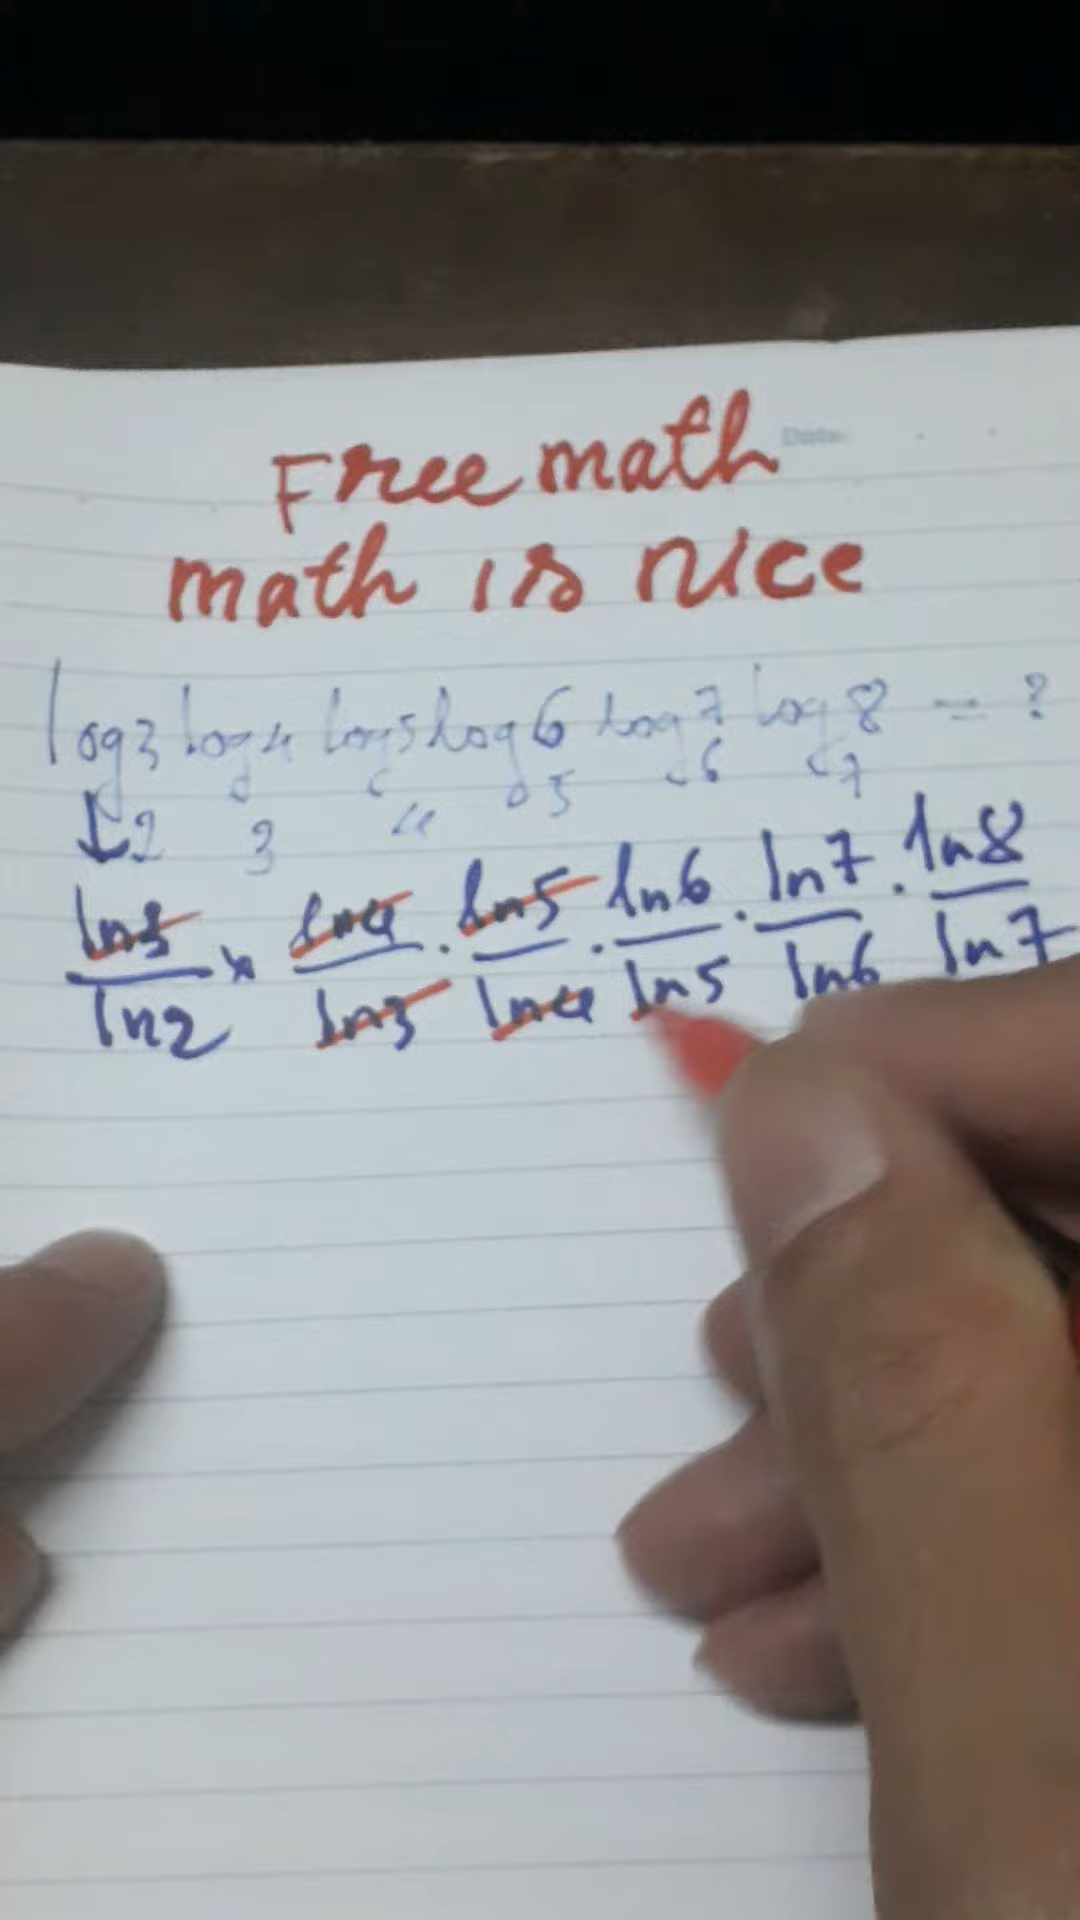 Free math
Date
math is nice
log3 log4 log5 log6 log7 log8 = ?
2 3 4 5 6 7
ln3/ln2 × ln4/ln3 . ln5/ln4 . ln6/ln5 . ln7/ln6 . ln8/ln7